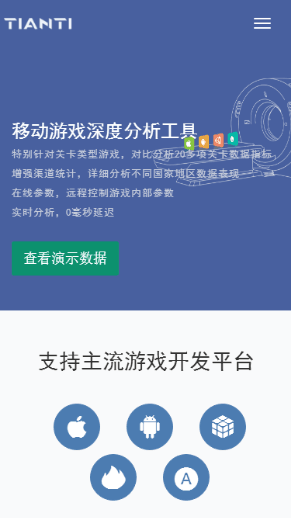 TIANTI
移动游戏深度分析工具
特别针对关卡类型游戏，对比分析20多项关卡数据指标
增强渠道统计，详细分析不同国家地区数据表现
在线参数，远程控制游戏内部参数
实时分析，0毫秒延迟
查看演示数据
支持主流游戏开发平台
A